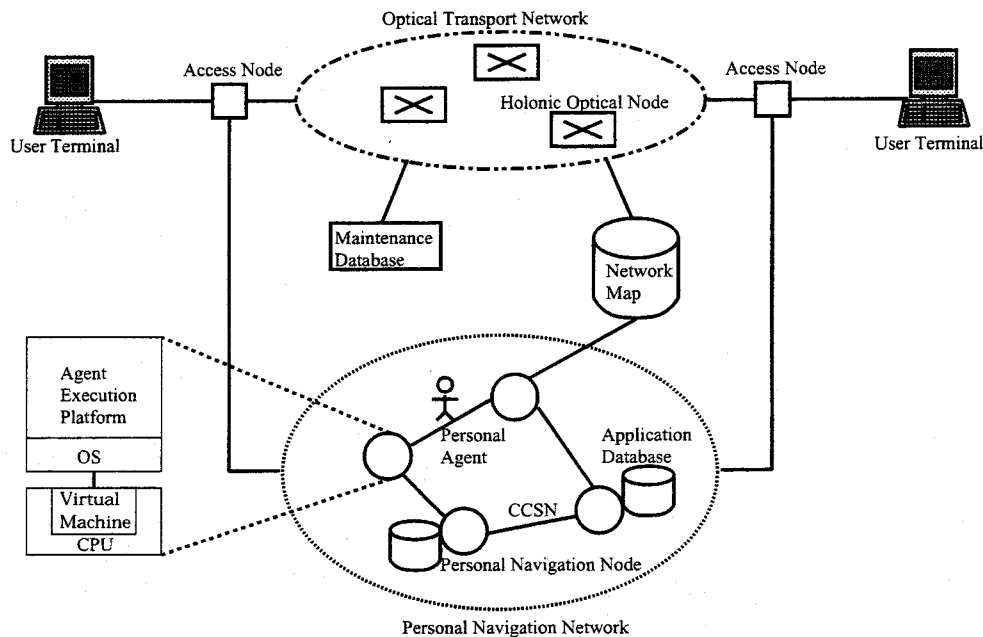 Optical Transport Network
Access Node
Access Node
Holonic Optical Node
User Terminal
User Terminal
Maintenance
Database
Network
Map
Agent
Execution
Platform
OS
Virtual
Machine
CPU
Personal
Agent
Application
Database
CCSN
Personal Navigation Node
Personal Navigation Network